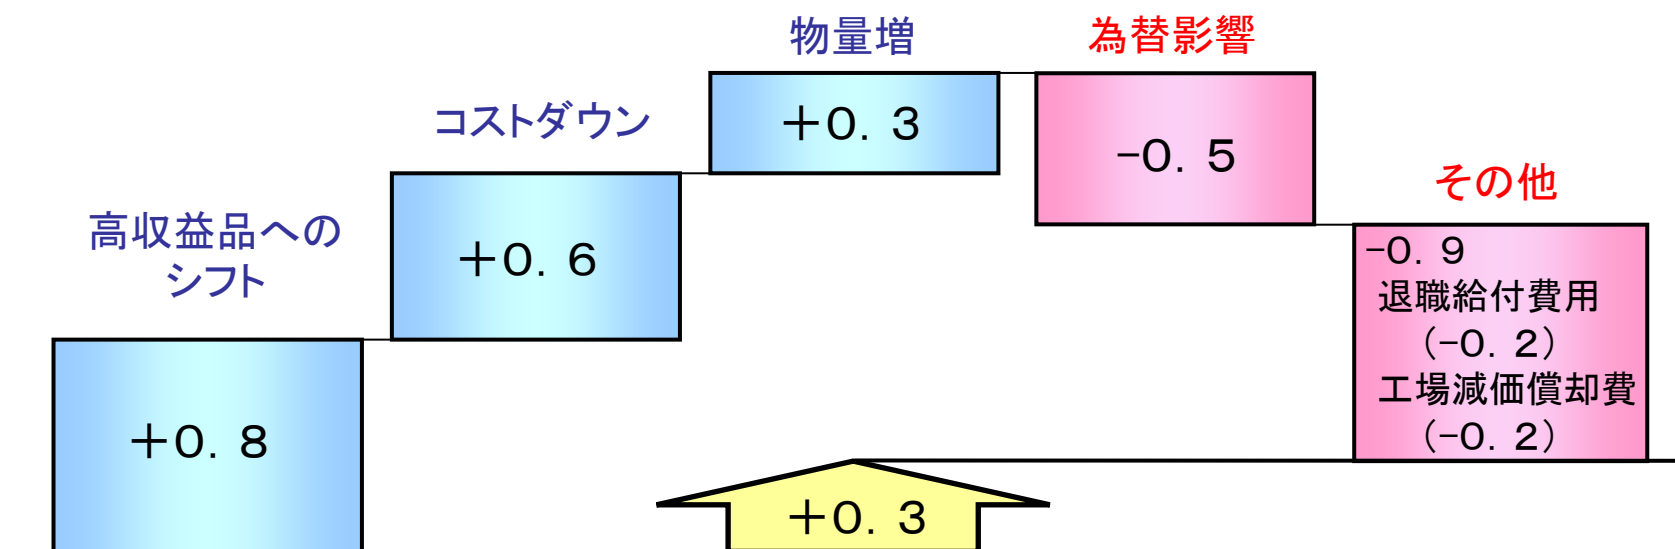 高収益品への
シフト
+0. 8
コストダウン
+0. 6
物量増
+0. 3
為替影響
-0. 5
その他
-0. 9
退職給付費用
(-0. 2)
工場減価償却費
(-0. 2)
+0. 3